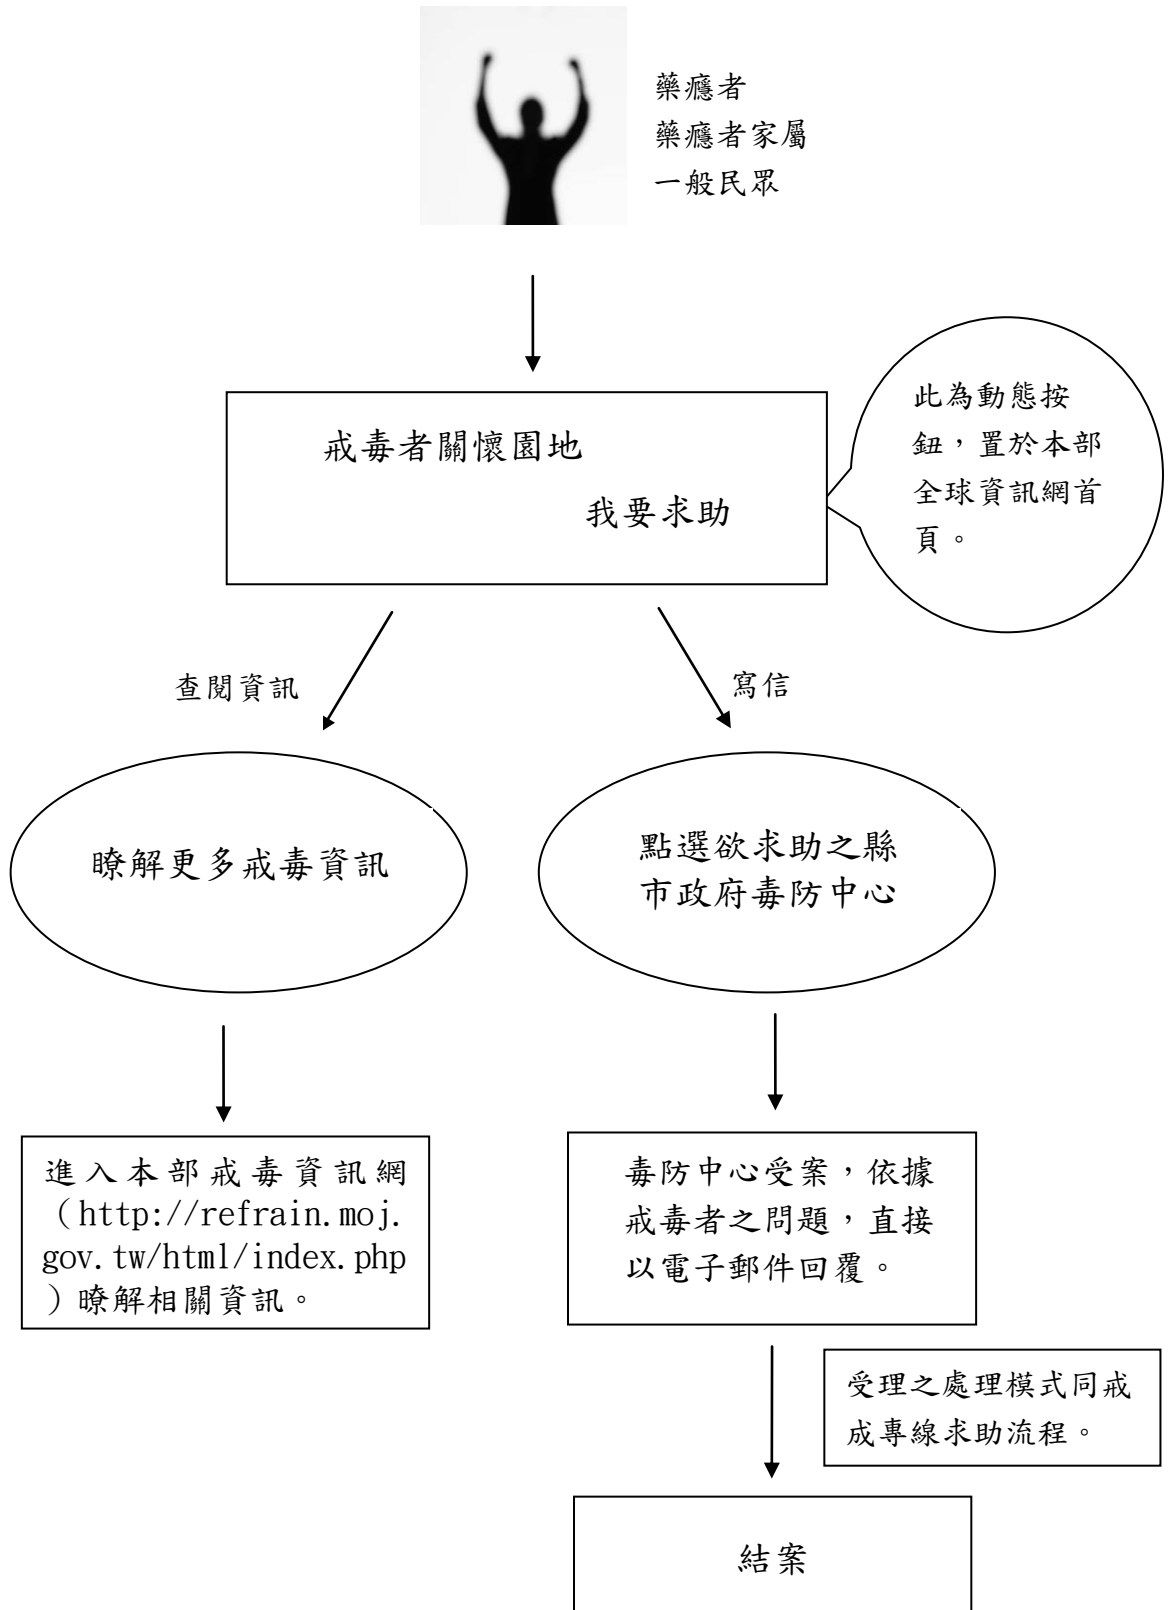 藥癮者
藥癮者家屬
一般民眾
戒毒者關懷園地
我要求助
此為動態按
鈕，置於本部
全球資訊網首
頁。
查閱資訊
寫信
瞭解更多戒毒資訊
點選欲求助之縣
市政府毒防中心
進入本部戒毒資訊網
（http://refrain.moj.
gov.tw/html/index.php
）瞭解相關資訊。
毒防中心受案，依據
戒毒者之問題，直接
以電子郵件回覆。
受理之處理模式同戒
成專線求助流程。
結案